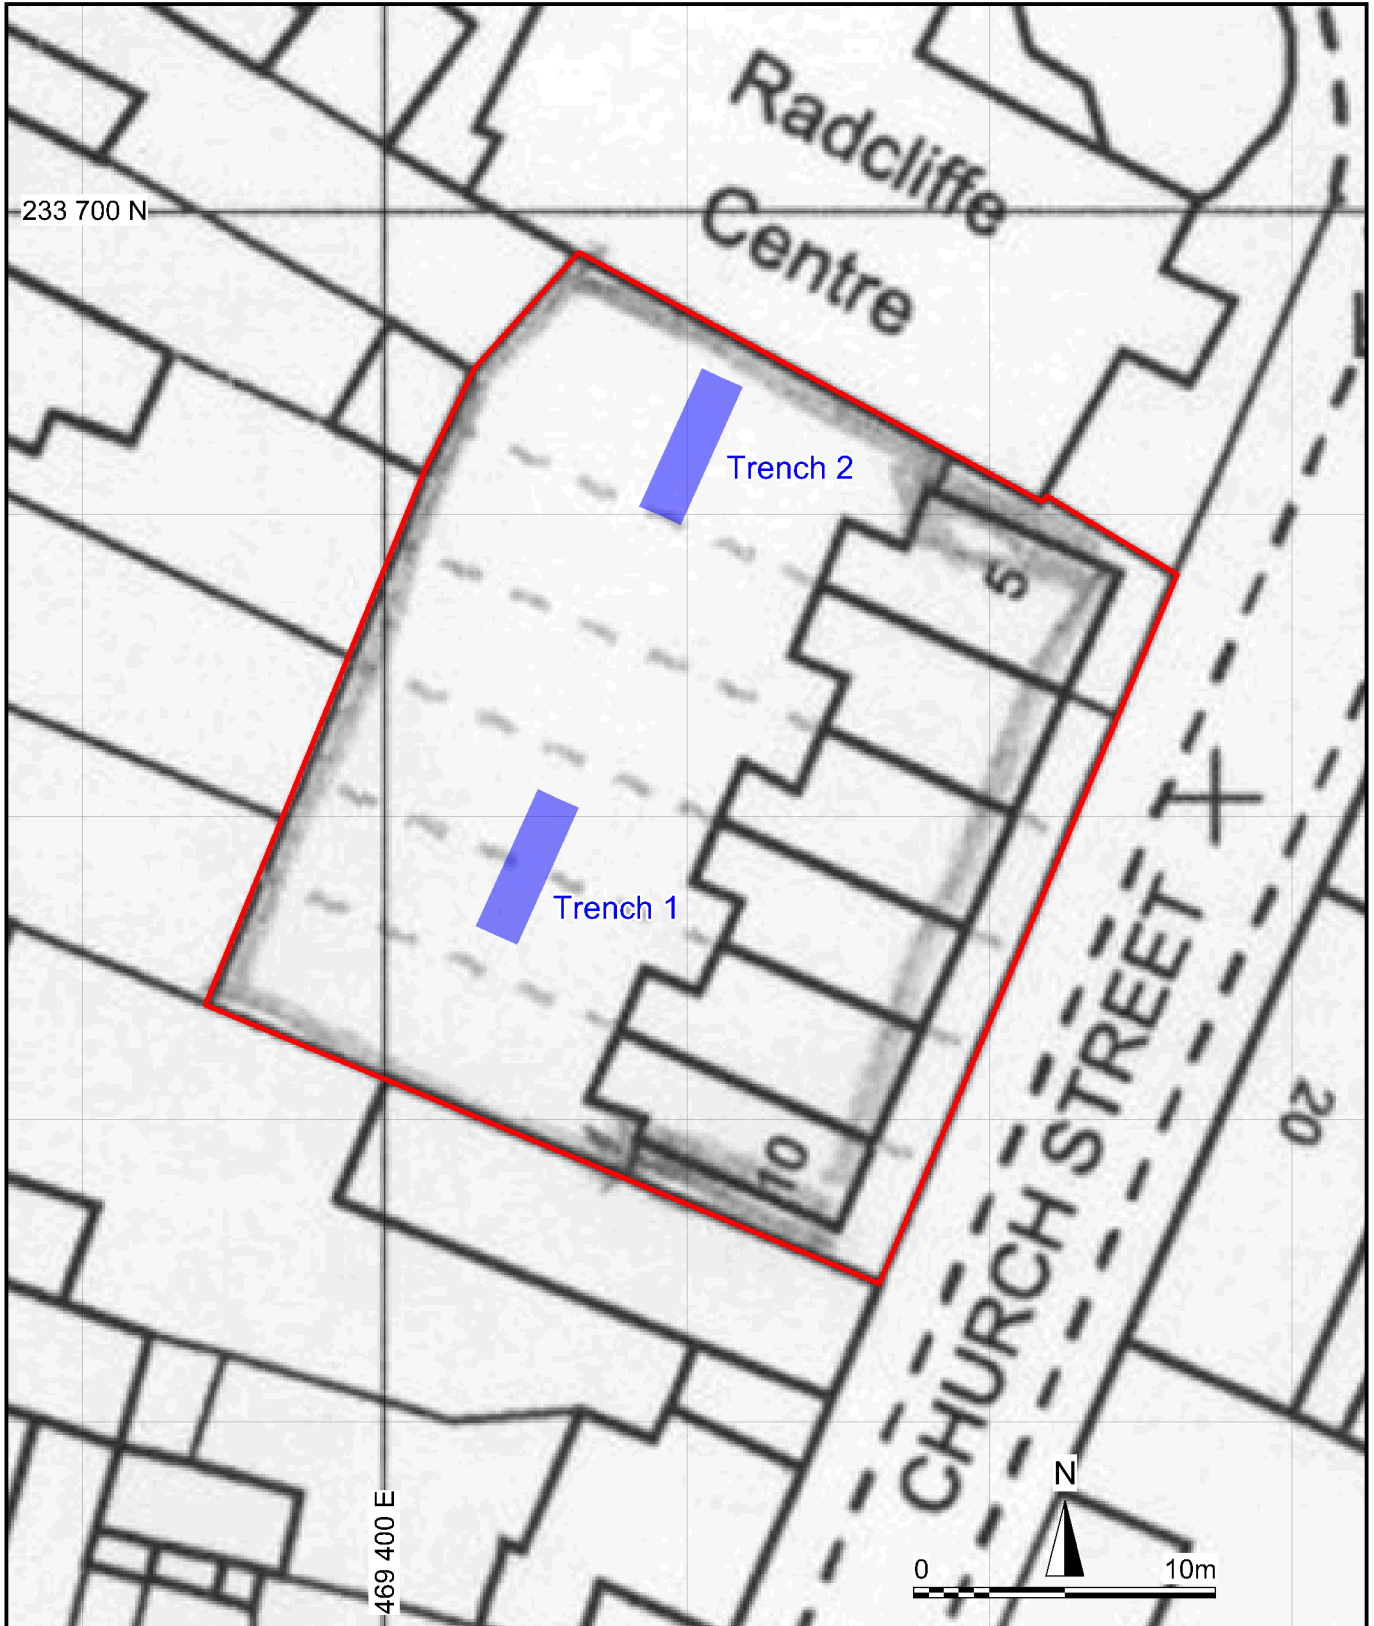 Radcliffe
Centre
233 700 N
Trench 2
5
Trench 1
10
CHURCH STREET
20
469 400 E
N
0 10m